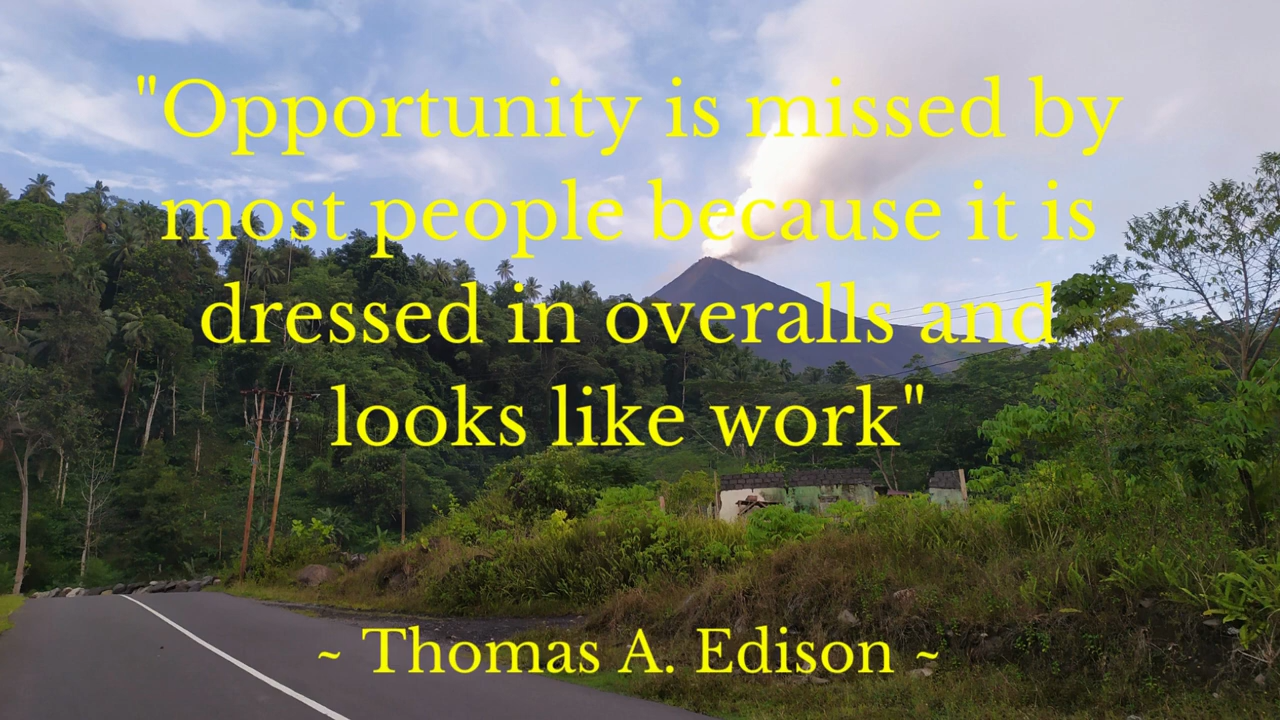 "Opportunity is missed by
most people because it is
dressed in overalls and
looks like work"
~ Thomas A. Edison ~